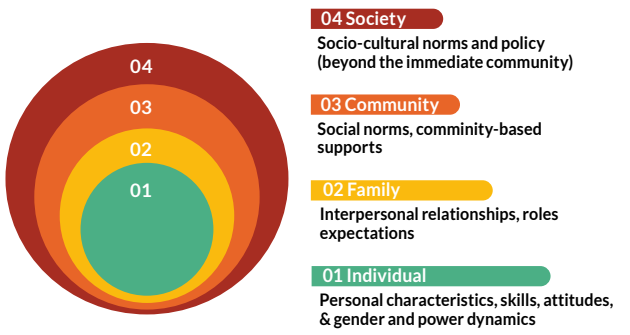 04
03
02
01
04 Society
Socio-cultural norms and policy
(beyond the immediate community)
03 Community
Social norms, comminity-based
supports
02 Family
Interpersonal relationships, roles
expectations
01 Individual
Personal characteristics, skills, attitudes,
& gender and power dynamics